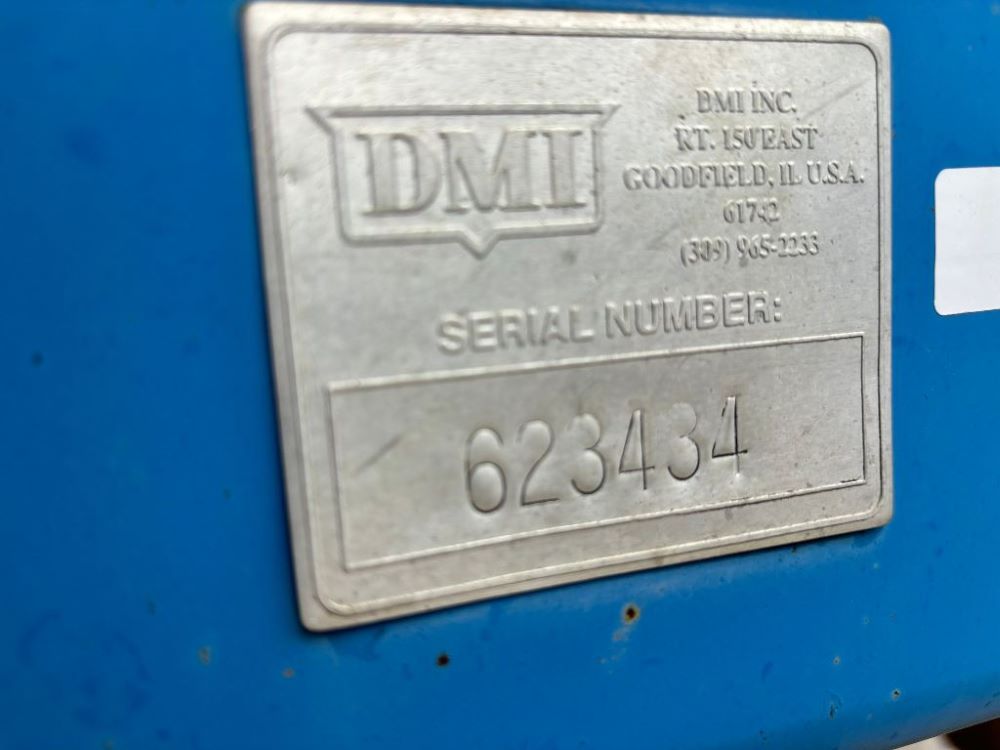 DMI
DMI INC.
RT. 150 EAST
GOODFIELD, IL U.S.A.
61742
(309) 965-2233
SERIAL NUMBER:
623434